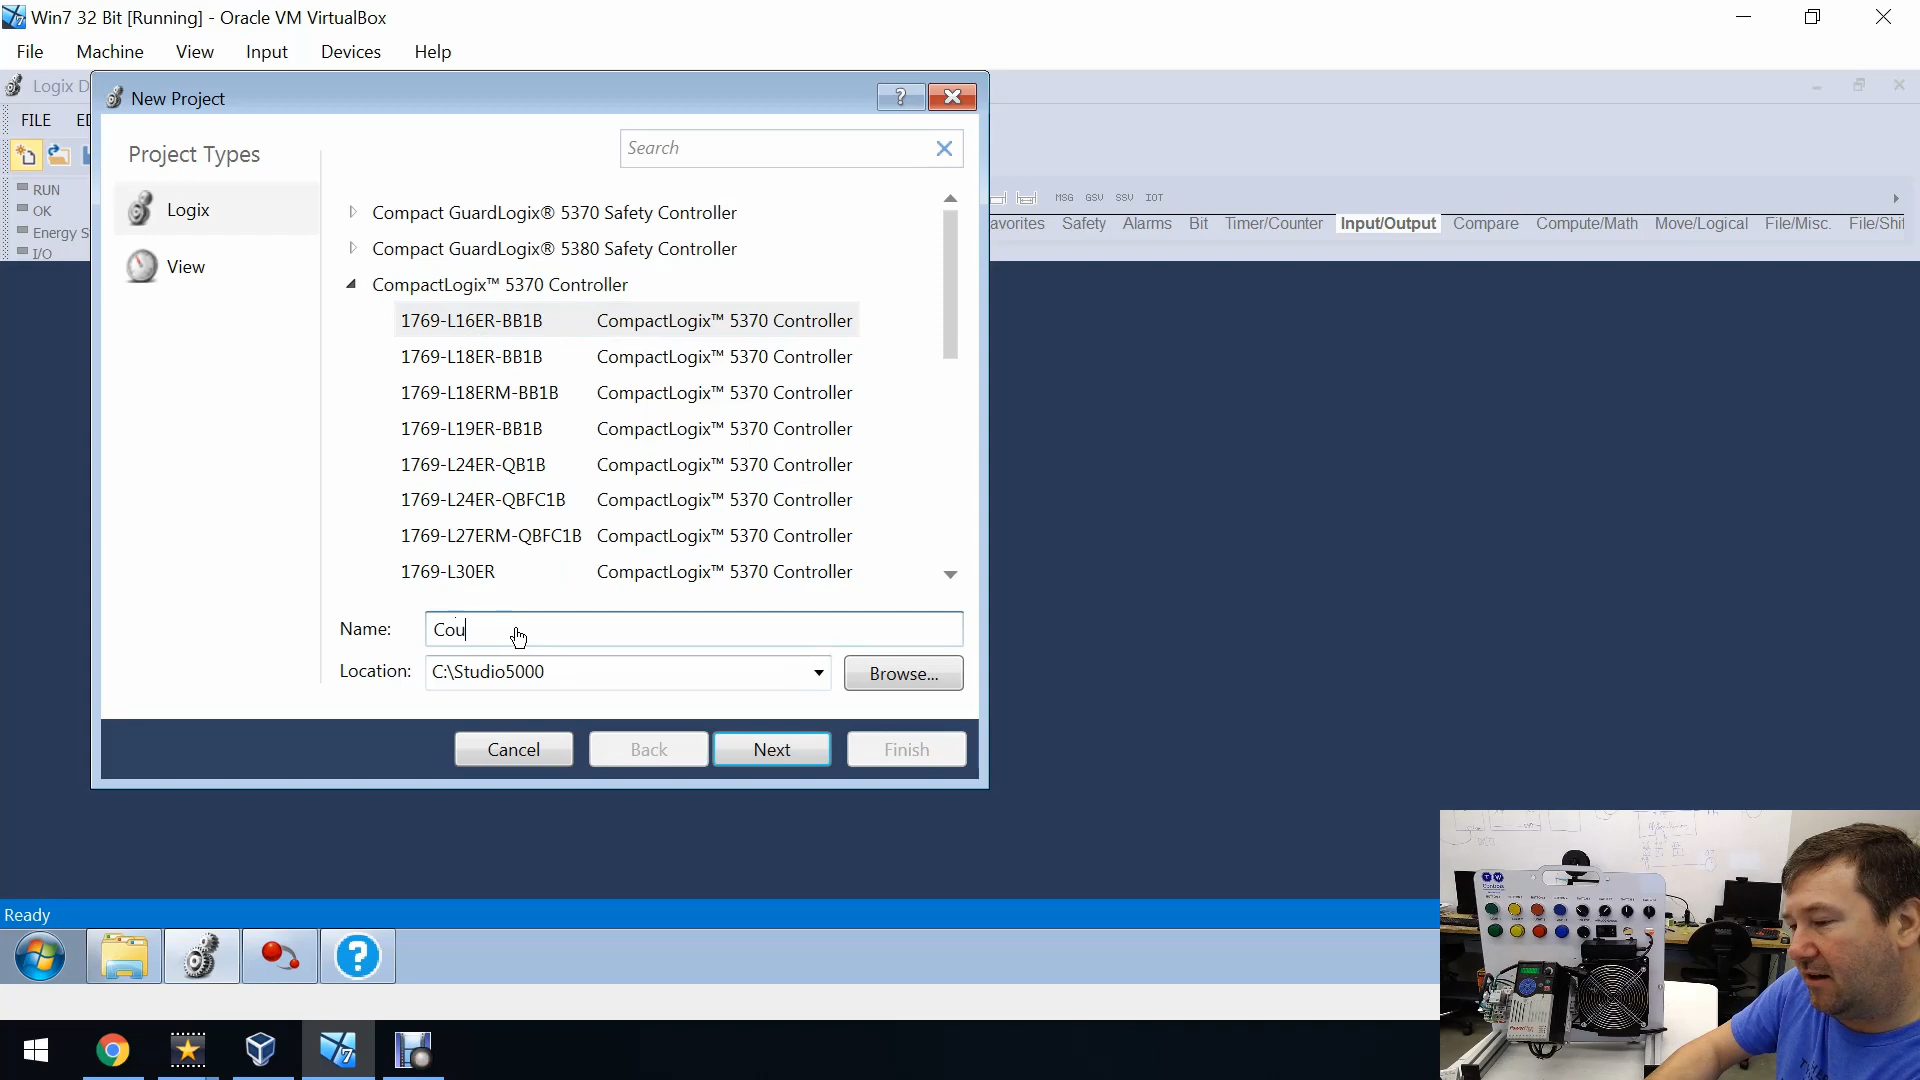 Win7 32 Bit [Running] - Oracle VM VirtualBox
File Machine View Input Devices Help
Logix D
New Project
?
FILE
ED
Project Types
Search
Logix
View
RUN
OK
Energy S
I/O
Compact GuardLogix® 5370 Safety Controller
Compact GuardLogix® 5380 Safety Controller
CompactLogix™ 5370 Controller
1769-L16ER-BB1B CompactLogix™ 5370 Controller
1769-L18ER-BB1B CompactLogix™ 5370 Controller
1769-L18ERM-BB1B CompactLogix™ 5370 Controller
1769-L19ER-BB1B CompactLogix™ 5370 Controller
1769-L24ER-QB1B CompactLogix™ 5370 Controller
1769-L24ER-QBFC1B CompactLogix™ 5370 Controller
1769-L27ERM-QBFC1B CompactLogix™ 5370 Controller
1769-L30ER CompactLogix™ 5370 Controller
Name: Cou
Location: C:\Studio5000
Browse...
Cancel Back Next Finish
MSG GSV SSV IOT
avorites Safety Alarms Bit Timer/Counter Input/Output Compare Compute/Math Move/Logical File/Misc. File/Shif
Ready
?
7
T W
Controls